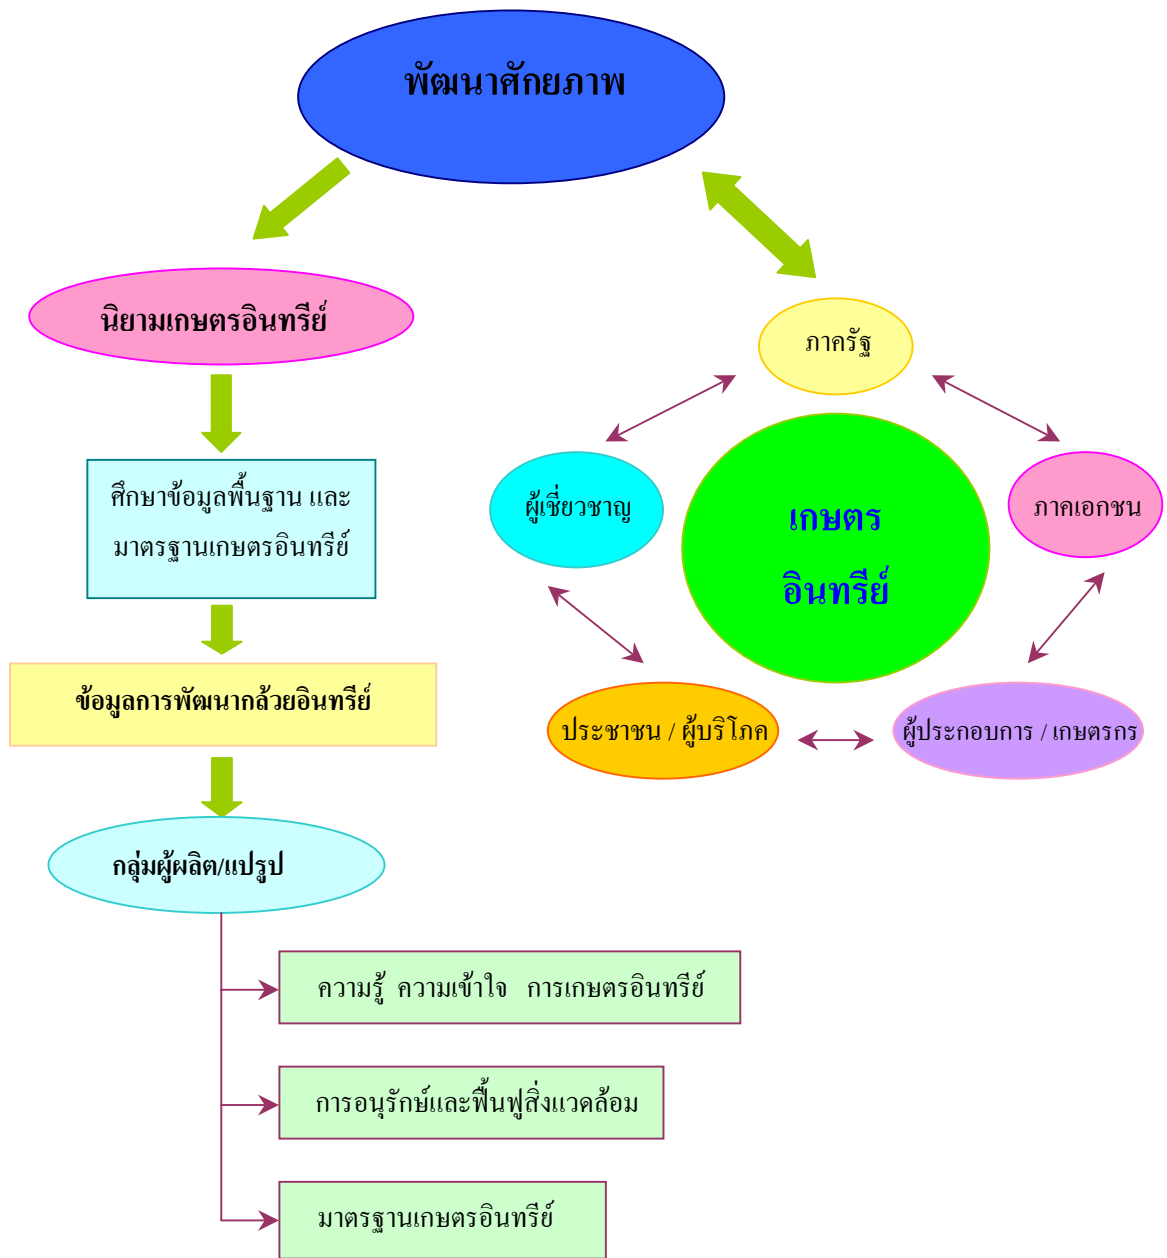 พัฒนาศักยภาพ
นิยามเกษตรอินทรีย์
ศึกษาข้อมูลพื้นฐาน และ
มาตรฐานเกษตรอินทรีย์
ข้อมูลการพัฒนากล้วยอินทรีย์
กลุ่มผู้ผลิต/แปรูป
ความรู้ ความเข้าใจ การเกษตรอินทรีย์
การอนุรักษ์และฟื้นฟูสิ่งแวดล้อม
มาตรฐานเกษตรอินทรีย์
ภาครัฐ
ผู้เชี่ยวชาญ
เกษตร
อินทรีย์
ภาคเอกชน
ประชาชน / ผู้บริโภค
ผู้ประกอบการ / เกษตรกร